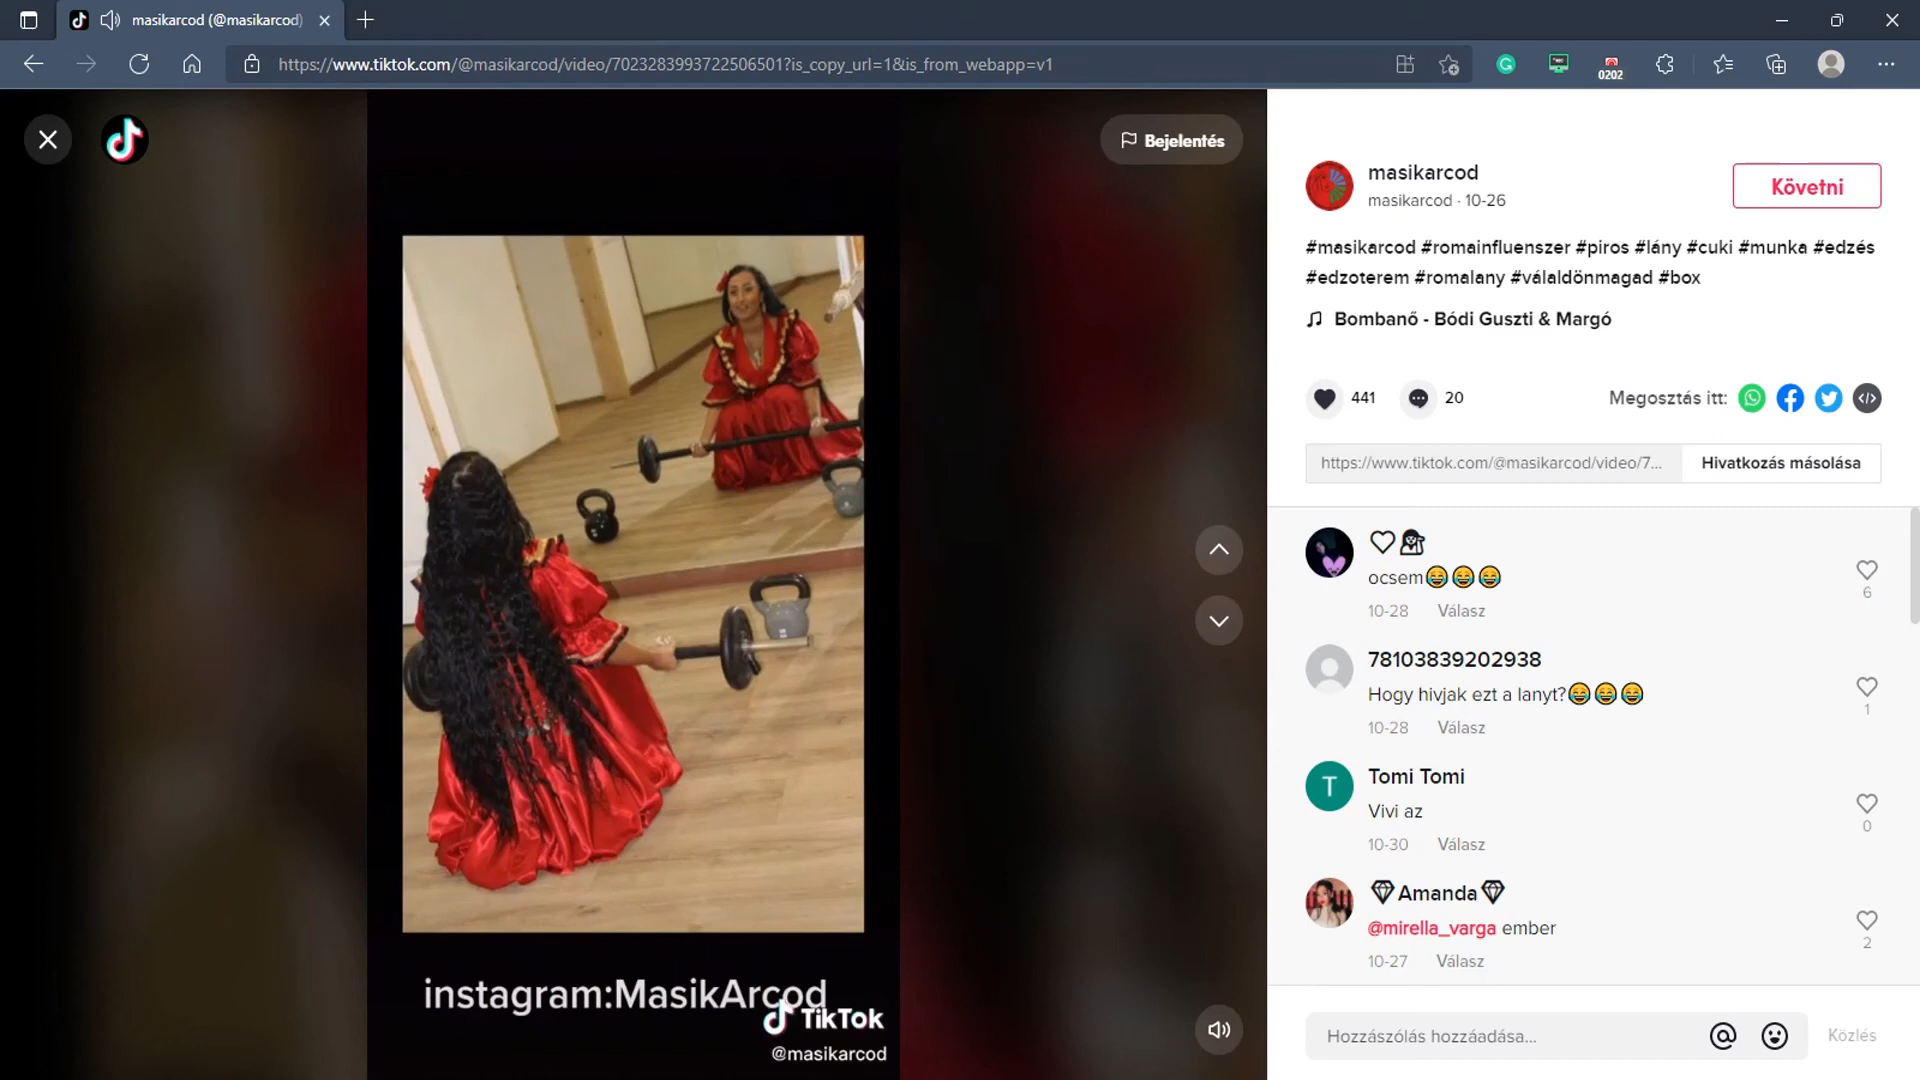 masikarcod (@masikarcod)
https://www.tiktok.com/@masikarcod/video/7023283993722506501?is_copy_url=1&is_from_webapp=v1
0202
Bejelentés
instagram:MasikArcod
TikTok
@masikarcod
masikarcod
masikarcod · 10-26
Követni
#masikarcod #romainfluenszer #piros #lány #cuki #munka #edzés
#edzoterem #romalany #válaldönmagad #box
Bombanő - Bódi Guszti & Margó
441
20
Megosztás itt:
https://www.tiktok.com/@masikarcod/video/7...
Hivatkozás másolása
ocsem😂😂😂
6
10-28 Válasz
78103839202938
Hogy hivjak ezt a lanyt?😂😂😂
1
10-28 Válasz
T
Tomi Tomi
Vivi az
0
10-30 Válasz
Amanda
@mirella_varga ember
2
10-27 Válasz
Hozzászólás hozzáadása...
Közlés